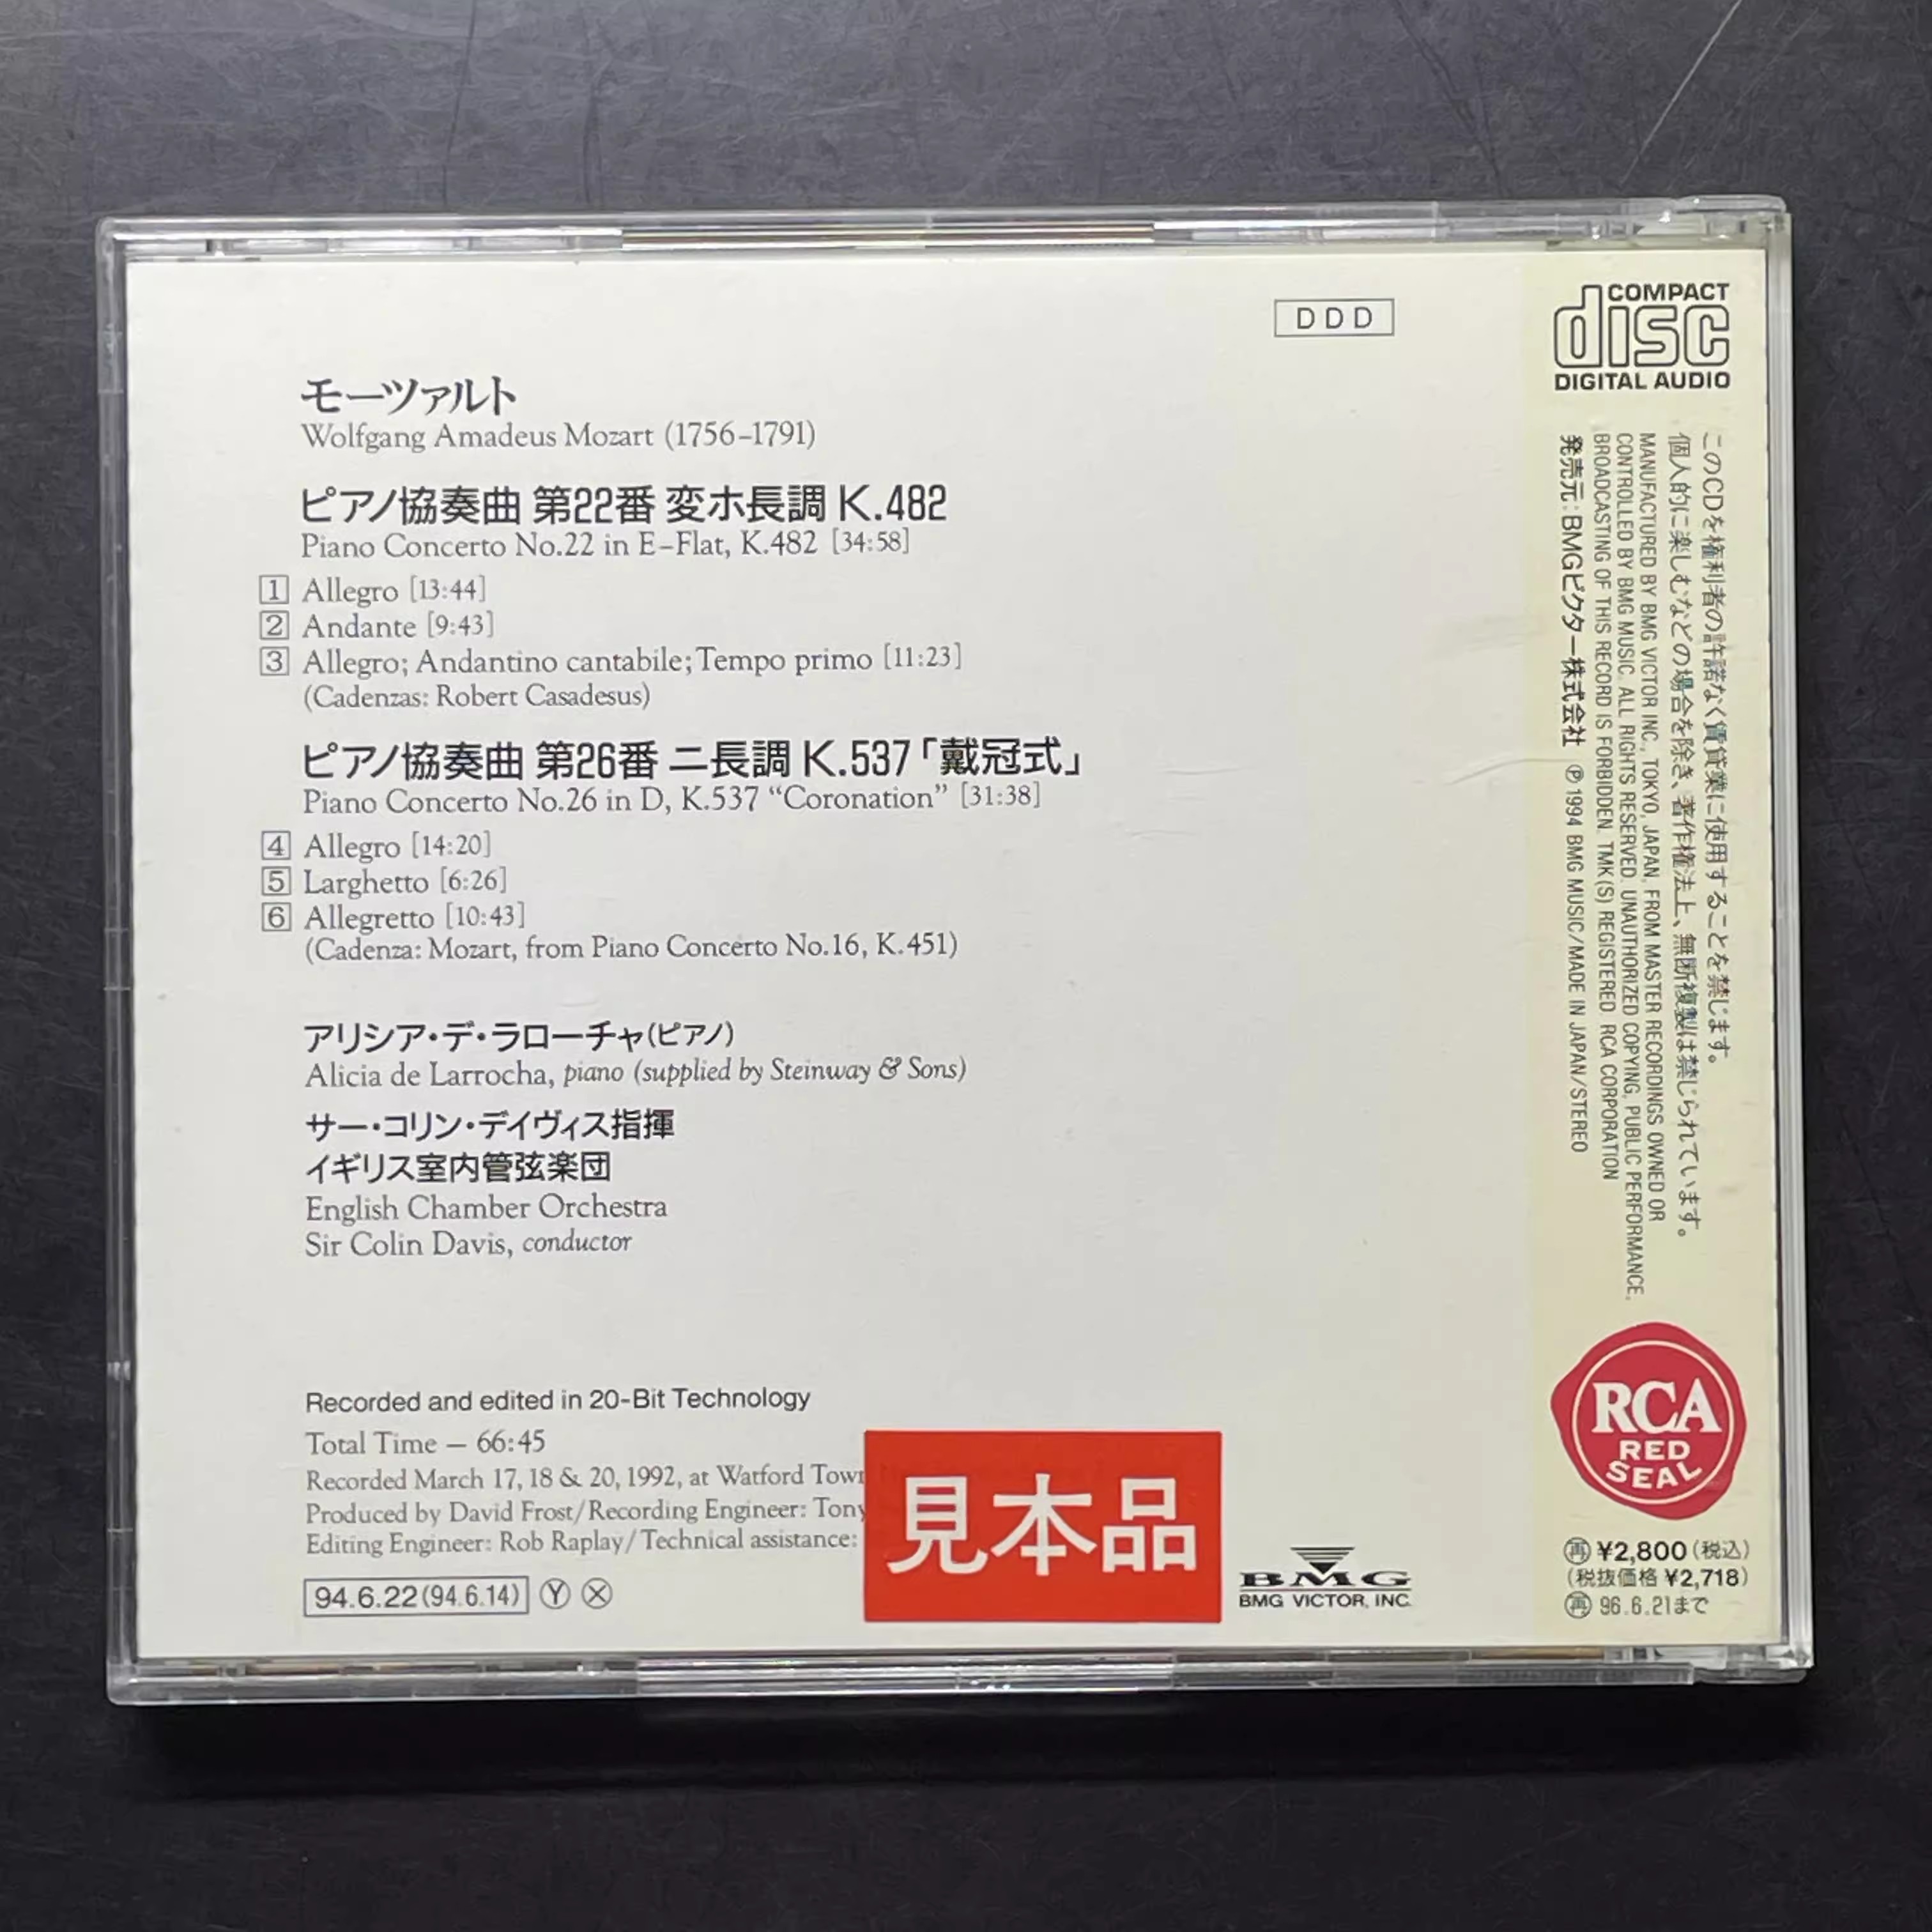 DDD
モーツァルト
Wolfgang Amadeus Mozart (1756-1791)
ピアノ協奏曲 第22番 変ホ長調 K.482
Piano Concerto No.22 in E-Flat, K.482 [34:58]
1 Allegro [13:44]
2 Andante [9:43]
3 Allegro; Andantino cantabile; Tempo primo [11:23]
(Cadenzas: Robert Casadesus)
ピアノ協奏曲 第26番 ニ長調 K.537「戴冠式」
Piano Concerto No.26 in D, K.537 “Coronation” [31:38]
4 Allegro [14:20]
5 Larghetto [6:26]
6 Allegretto [10:43]
(Cadenza: Mozart, from Piano Concerto No.16, K.451)
アリシア・デ・ラローチャ(ピアノ)
Alicia de Larrocha, piano (supplied by Steinway & Sons)
サー・コリン・デイヴィス指揮
イギリス室内管弦楽団
English Chamber Orchestra
Sir Colin Davis, conductor
Recorded and edited in 20-Bit Technology
Total Time – 66:45
Recorded March 17, 18 & 20, 1992, at Watford
Produced by David Frost/Recording Engineer: Tony
Editing Engineer: Rob Raplay/Technical assistance:
94.6.22(94.6.14) Ⓨ Ⓧ
見本品
BMG
BMG VICTOR, INC.
COMPACT
disc
DIGITAL AUDIO
このCDを権利者の許諾なく賃貸業に使用することを禁じます。
個人的に楽しむなどの場合を除き、著作権法上、無断複製は禁じられています。
MANUFACTURED BY BMG VICTOR INC., TOKYO, JAPAN, FROM MASTER RECORDINGS OWNED OR
CONTROLLED BY BMG MUSIC. ALL RIGHTS RESERVED. UNAUTHORIZED COPYING, PUBLIC PERFORMANCE,
BROADCASTING OF THIS RECORD IS FORBIDDEN. TMK(S) REGISTERED. RCA CORPORATION
発売元:BMGビクター株式会社 Ⓟ1994 BMG MUSIC/MADE IN JAPAN/STEREO
RCA
RED
SEAL
再 ¥2,800(税込)
(税抜価格 ¥2,718)
再 96.6.21まで